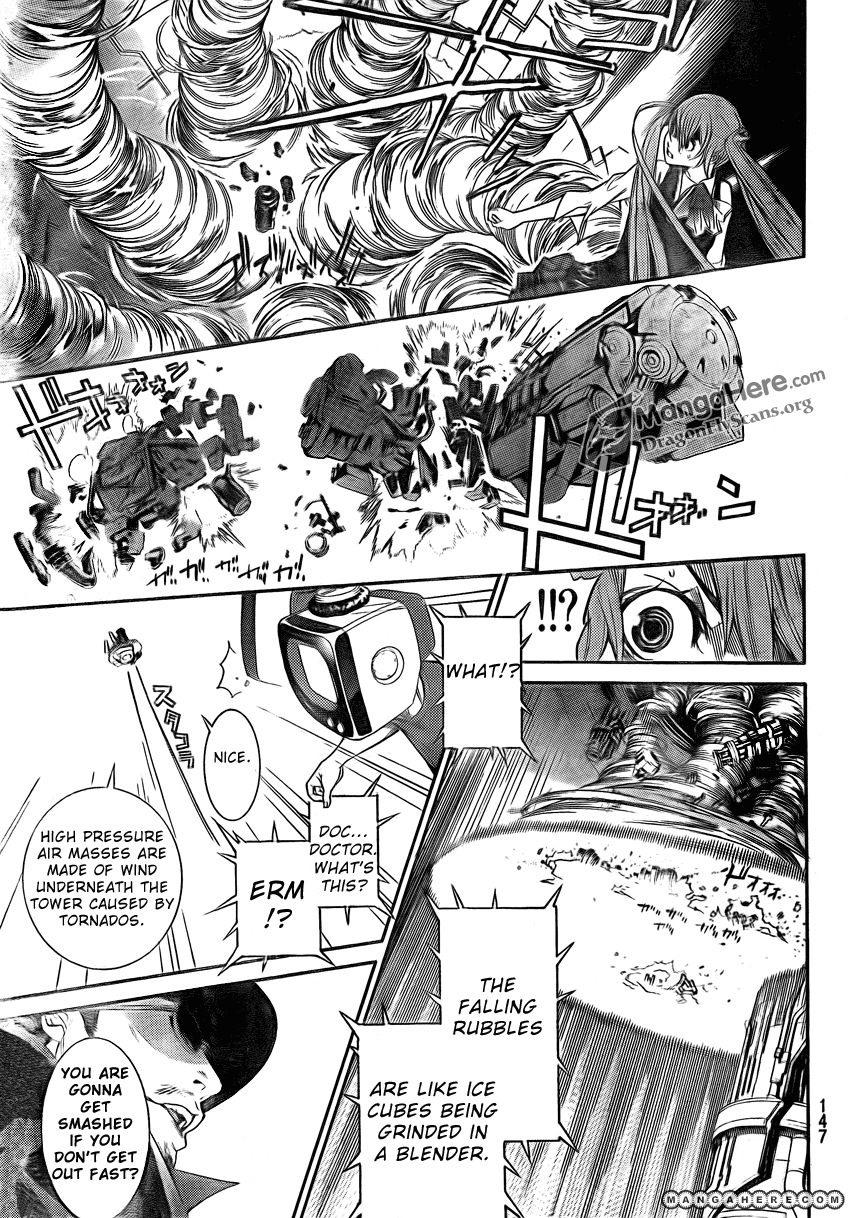 MangaHere.com
DragonFlyScans.org
!!?
WHAT!?
THE
FALLING
RUBBLES
ARE LIKE ICE
CUBES BEING
GRINDED IN
A BLENDER.
DOC...
DOCTOR.
WHAT'S
THIS?
ERM
!?
NICE.
HIGH PRESSURE
AIR MASSES ARE
MADE OF WIND
UNDERNEATH THE
TOWER CAUSED BY
TORNADOS.
YOU ARE
GONNA
GET
SMASHED
IF YOU
DON'T GET
OUT FAST?
147
MANGAHERE.COM